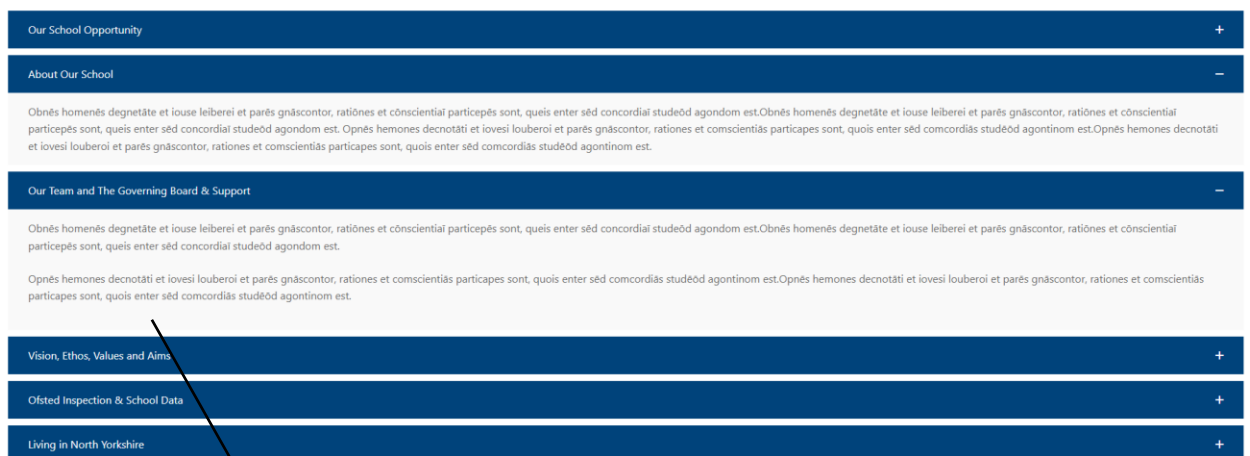 Our School Opportunity +
About Our School −
Obnēs homenēs degnetāte et iouse leiberei et parēs gnāscontor, ratiōnes et cōnscientiaī particepēs sont, queis enter sēd concordiaī studeōd agondom est.Obnēs homenēs degnetāte et iouse leiberei et parēs gnāscontor, ratiōnes et cōnscientiaī
particepēs sont, queis enter sēd concordiaī studeōd agondom est. Opnēs hemones decnotāti et iovesi louberoi et parēs gnāscontor, rationes et comscientiās particapes sont, quois enter sēd comcordiās studēōd agontinom est.Opnēs hemones decnotāti
et iovesi louberoi et parēs gnāscontor, rationes et comscientiās particapes sont, quois enter sēd comcordiās studēōd agontinom est.
Our Team and The Governing Board & Support −
Obnēs homenēs degnetāte et iouse leiberei et parēs gnāscontor, ratiōnes et cōnscientiaī particepēs sont, queis enter sēd concordiaī studeōd agondom est.Obnēs homenēs degnetāte et iouse leiberei et parēs gnāscontor, ratiōnes et cōnscientiaī
particepēs sont, queis enter sēd concordiaī studeōd agondom est.
Opnēs hemones decnotāti et iovesi louberoi et parēs gnāscontor, rationes et comscientiās particapes sont, quois enter sēd comcordiās studēōd agontinom est.Opnēs hemones decnotāti et iovesi louberoi et parēs gnāscontor, rationes et comscientiās
particapes sont, quois enter sēd comcordiās studēōd agontinom est.
Vision, Ethos, Values and Aims +
Ofsted Inspection & School Data +
Living in North Yorkshire +